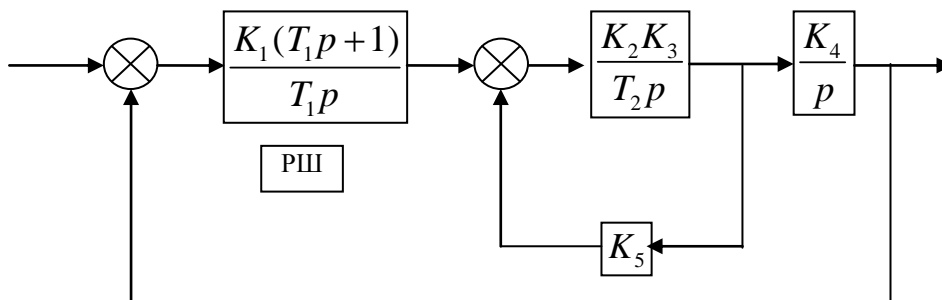 K₁(T₁p+1)
T₁p
K₂K₃
T₂p
K₄
p
РШ
K₅